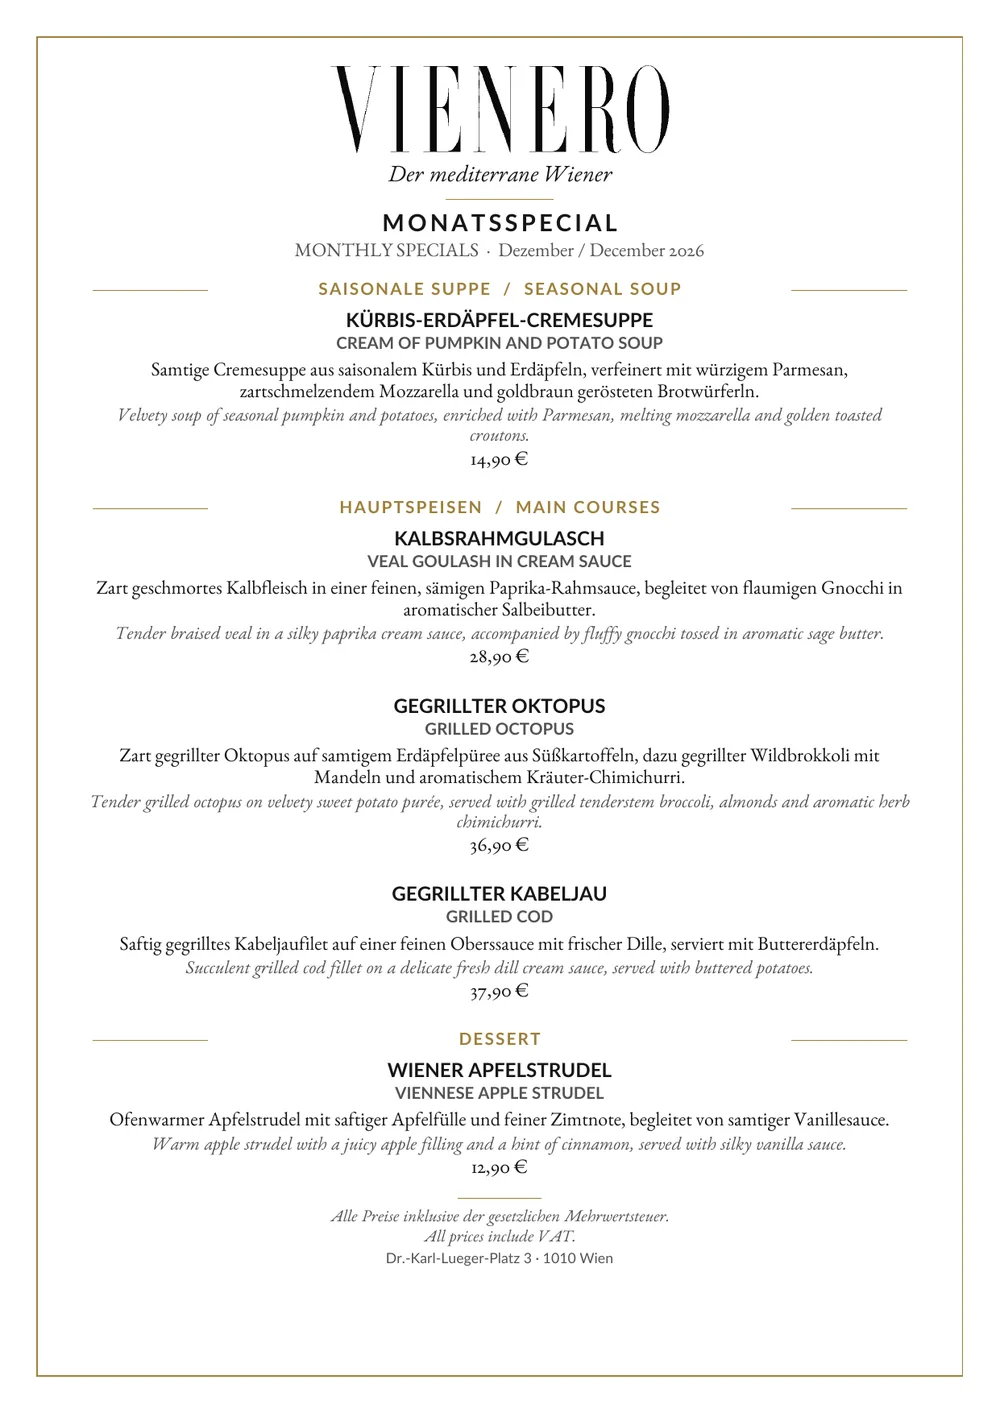 VIENERO
Der mediterrane Wiener
MONATSSPECIAL
MONTHLY SPECIALS · Dezember / December 2026
SAISONALE SUPPE / SEASONAL SOUP
KÜRBIS-ERDÄPFEL-CREMESUPPE
CREAM OF PUMPKIN AND POTATO SOUP
Samtige Cremesuppe aus saisonalem Kürbis und Erdäpfeln, verfeinert mit würzigem Parmesan,
zartschmelzendem Mozzarella und goldbraun gerösteten Brotwürferln.
Velvety soup of seasonal pumpkin and potatoes, enriched with Parmesan, melting mozzarella and golden toasted
croutons.
14,90 €
HAUPTSPEISEN / MAIN COURSES
KALBSRAHMGULASCH
VEAL GOULASH IN CREAM SAUCE
Zart geschmortes Kalbfleisch in einer feinen, sämigen Paprika-Rahmsauce, begleitet von flaumigen Gnocchi in
aromatischer Salbeibutter.
Tender braised veal in a silky paprika cream sauce, accompanied by fluffy gnocchi tossed in aromatic sage butter.
28,90 €
GEGRILLTER OKTOPUS
GRILLED OCTOPUS
Zart gegrillter Oktopus auf samtigem Erdäpfelpüree aus Süßkartoffeln, dazu gegrillter Wildbrokkoli mit
Mandeln und aromatischem Kräuter-Chimichurri.
Tender grilled octopus on velvety sweet potato purée, served with grilled tenderstem broccoli, almonds and aromatic herb
chimichurri.
36,90 €
GEGRILLTER KABELJAU
GRILLED COD
Saftig gegrilltes Kabeljaufilet auf einer feinen Oberssauce mit frischer Dille, serviert mit Buttererdäpfeln.
Succulent grilled cod fillet on a delicate fresh dill cream sauce, served with buttered potatoes.
37,90 €
DESSERT
WIENER APFELSTRUDEL
VIENNESE APPLE STRUDEL
Ofenwarmer Apfelstrudel mit saftiger Apfelfülle und feiner Zimtnote, begleitet von samtiger Vanillesauce.
Warm apple strudel with a juicy apple filling and a hint of cinnamon, served with silky vanilla sauce.
12,90 €
Alle Preise inklusive der gesetzlichen Mehrwertsteuer.
All prices include VAT.
Dr.-Karl-Lueger-Platz 3 · 1010 Wien